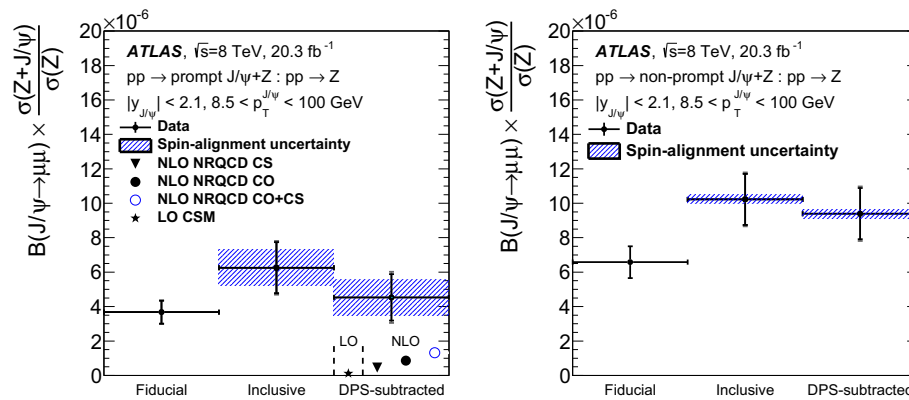 ×10⁻⁶
B(J/ψ→μμ) × σ(Z+J/ψ)/σ(Z)
20
18
16
14
12
10
8
6
4
2
0
ATLAS, √s=8 TeV, 20.3 fb⁻¹
pp → prompt J/ψ+Z : pp → Z
|y_J/ψ| < 2.1, 8.5 < p_T^J/ψ < 100 GeV
Data
Spin-alignment uncertainty
NLO NRQCD CS
NLO NRQCD CO
NLO NRQCD CO+CS
LO CSM
LO NLO
Fiducial Inclusive DPS-subtracted
×10⁻⁶
B(J/ψ→μμ) × σ(Z+J/ψ)/σ(Z)
20
18
16
14
12
10
8
6
4
2
0
ATLAS, √s=8 TeV, 20.3 fb⁻¹
pp → non-prompt J/ψ+Z : pp → Z
|y_J/ψ| < 2.1, 8.5 < p_T^J/ψ < 100 GeV
Data
Spin-alignment uncertainty
Fiducial Inclusive DPS-subtracted